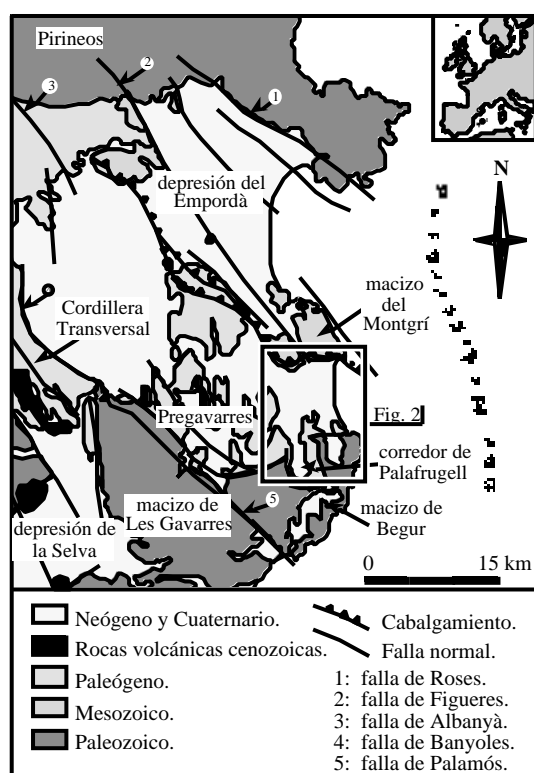 Pirineos
2
3
1
N
depresión del
Empordà
macizo
del
Montgrí
Cordillera
Transversal
Pregavarres
Fig. 2
corredor de
Palafrugell
macizo de
Les Gavarres
5
macizo de
Begur
depresión de
la Selva
0 15 km
Neógeno y Cuaternario.
Rocas volcánicas cenozoicas.
Paleógeno.
Mesozoico.
Paleozoico.
Cabalgamiento.
Falla normal.
1: falla de Roses.
2: falla de Figueres.
3: falla de Albanyà.
4: falla de Banyoles.
5: falla de Palamós.